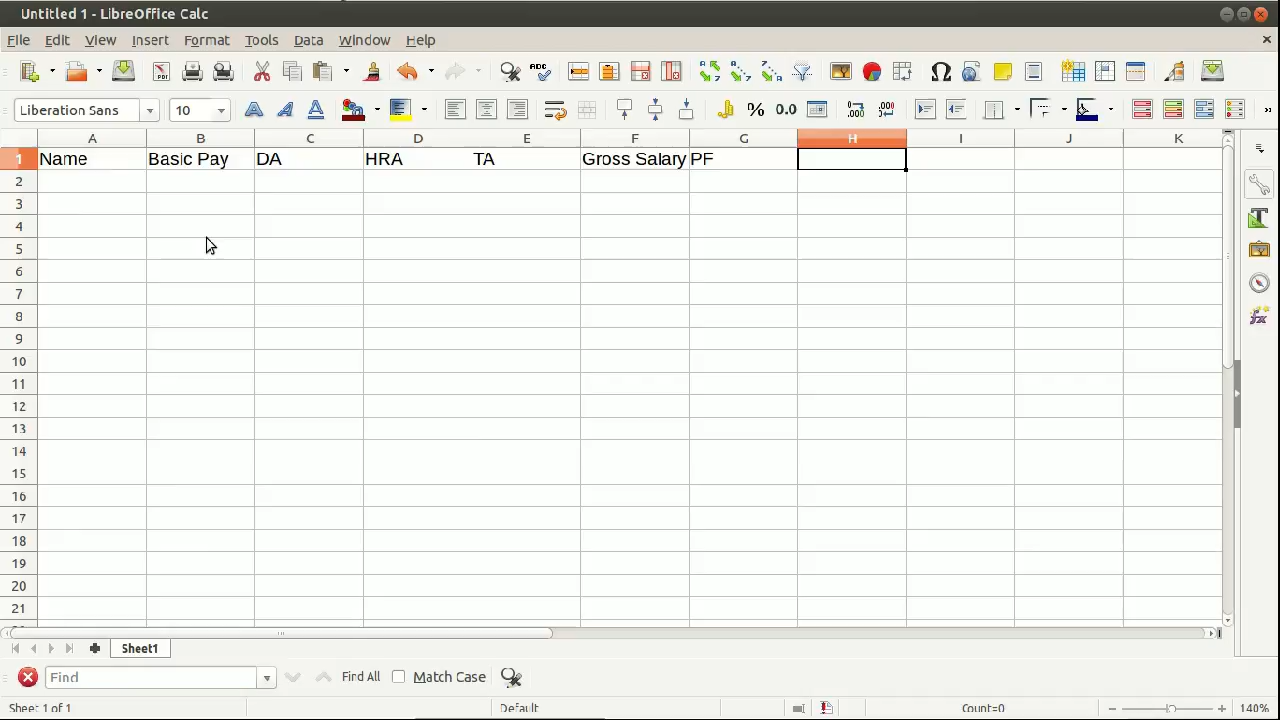 Untitled 1 - LibreOffice Calc
File Edit View Insert Format Tools Data Window Help
Liberation Sans 10
A B C D E F G H I J K
1 Name Basic Pay DA HRA TA Gross Salary PF
2
3
4
5
6
7
8
9
10
11
12
13
14
15
16
17
18
19
20
21
Sheet1
Find Find All Match Case
Sheet 1 of 1 Default Count=0 140%